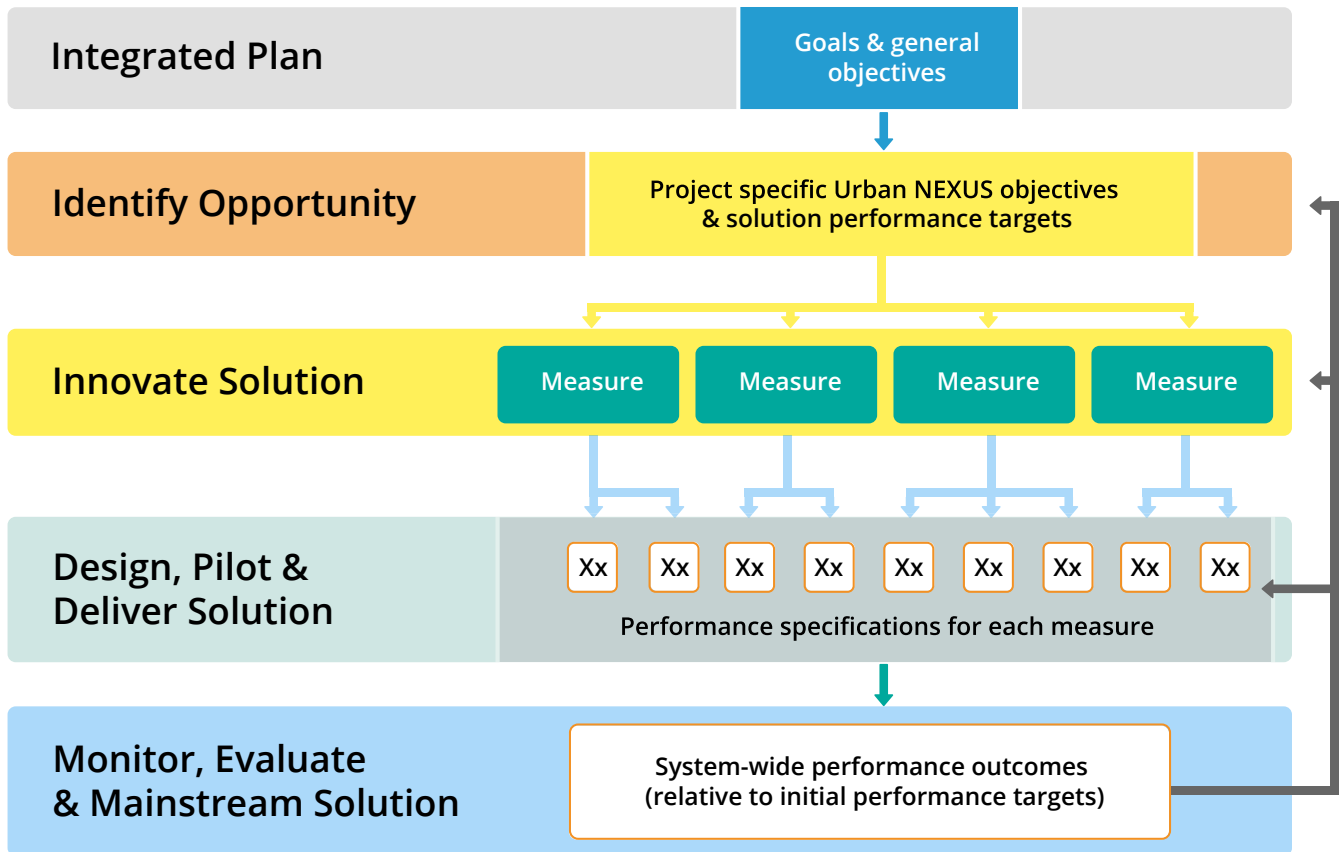 Integrated Plan
Goals & general
objectives
Identify Opportunity
Project specific Urban NEXUS objectives
& solution performance targets
Innovate Solution
Measure
Measure
Measure
Measure
Design, Pilot &
Deliver Solution
Xx
Xx
Xx
Xx
Xx
Xx
Xx
Xx
Xx
Performance specifications for each measure
Monitor, Evaluate
& Mainstream Solution
System-wide performance outcomes
(relative to initial performance targets)